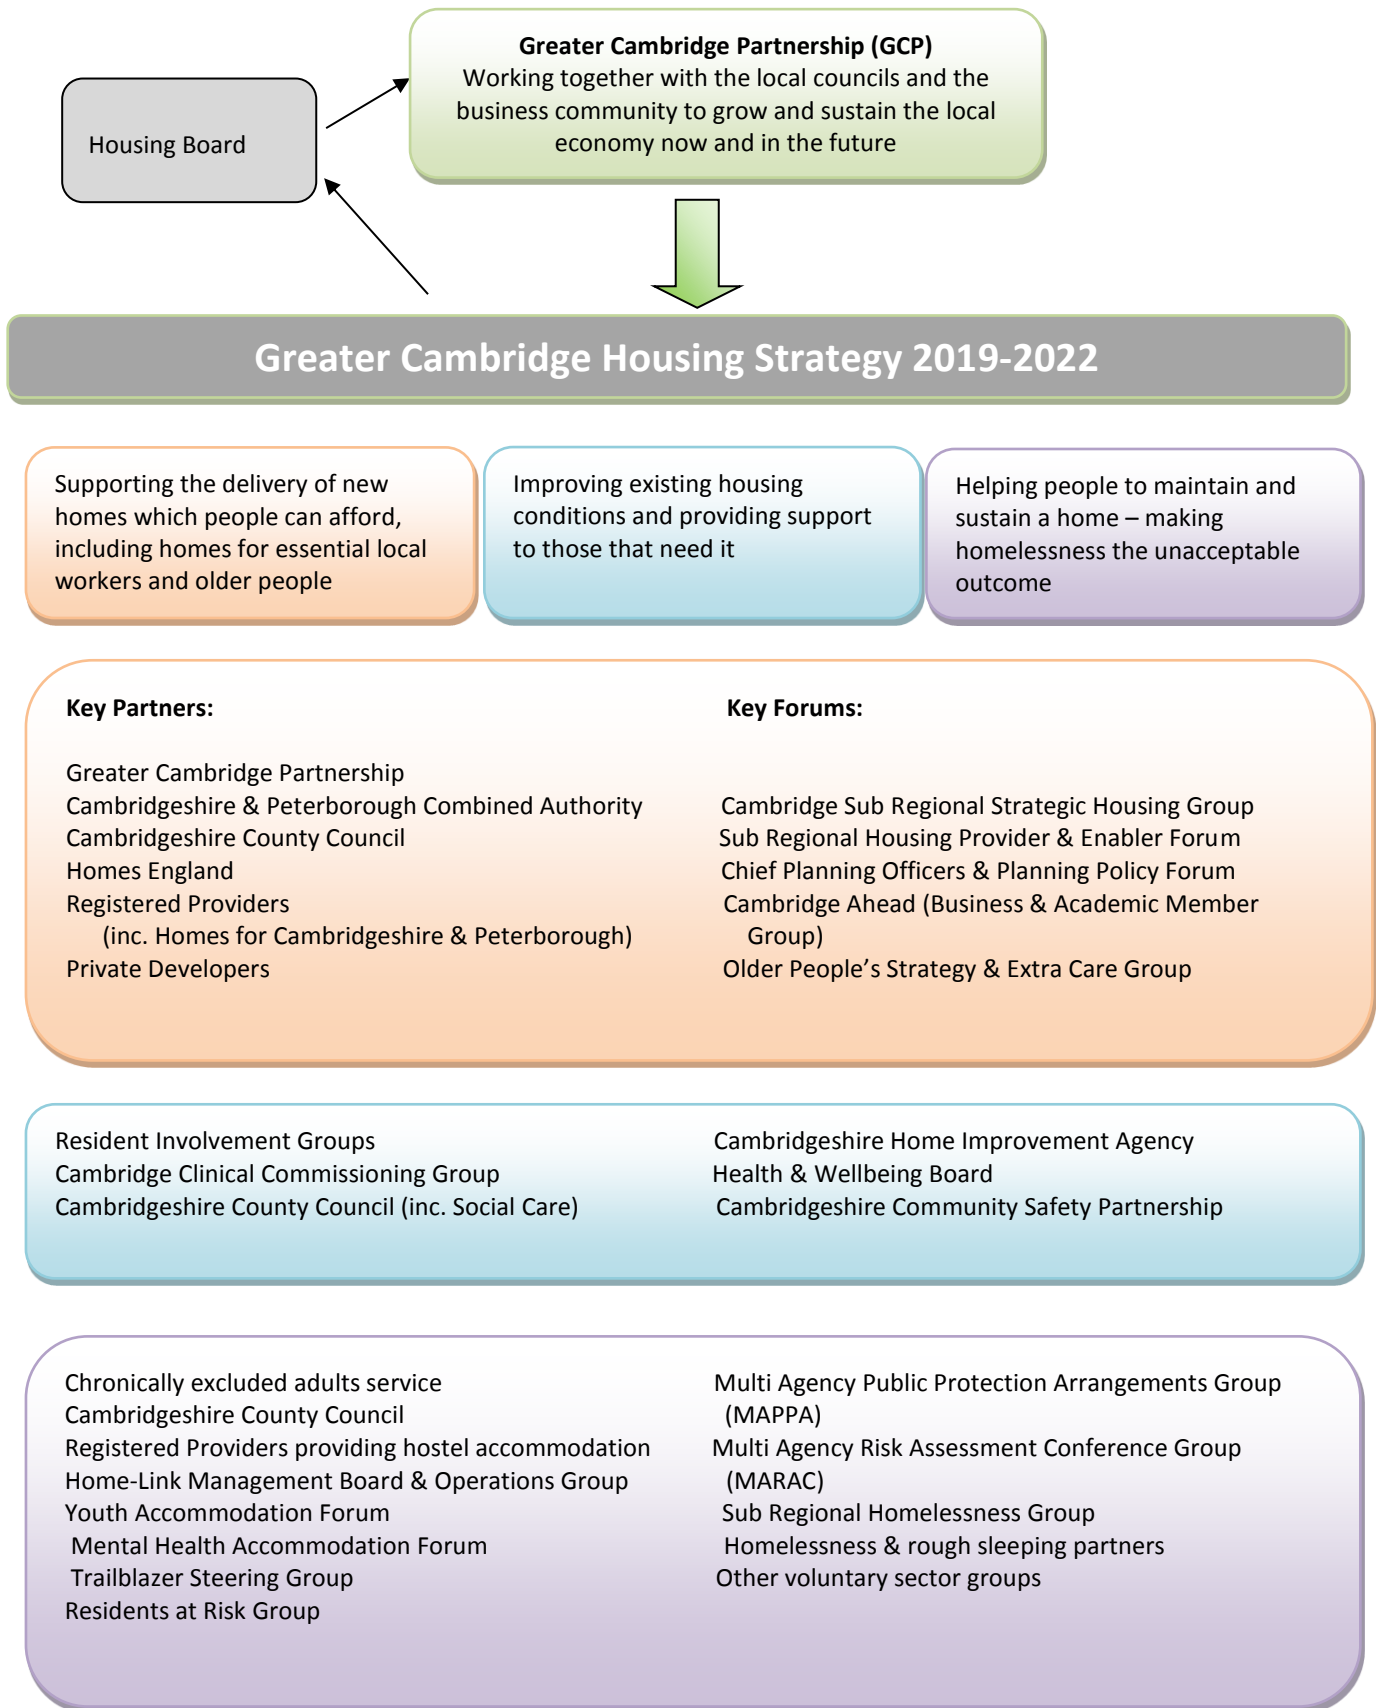 Greater Cambridge Partnership (GCP)
Working together with the local councils and the
business community to grow and sustain the local
economy now and in the future
Housing Board
Greater Cambridge Housing Strategy 2019-2022
Supporting the delivery of new
homes which people can afford,
including homes for essential local
workers and older people
Improving existing housing
conditions and providing support
to those that need it
Helping people to maintain and
sustain a home – making
homelessness the unacceptable
outcome
Key Partners:
Greater Cambridge Partnership
Cambridgeshire & Peterborough Combined Authority
Cambridgeshire County Council
Homes England
Registered Providers
(inc. Homes for Cambridgeshire & Peterborough)
Private Developers
Key Forums:
Cambridge Sub Regional Strategic Housing Group
Sub Regional Housing Provider & Enabler Forum
Chief Planning Officers & Planning Policy Forum
Cambridge Ahead (Business & Academic Member
Group)
Older People’s Strategy & Extra Care Group
Resident Involvement Groups
Cambridge Clinical Commissioning Group
Cambridgeshire County Council (inc. Social Care)
Cambridgeshire Home Improvement Agency
Health & Wellbeing Board
Cambridgeshire Community Safety Partnership
Chronically excluded adults service
Cambridgeshire County Council
Registered Providers providing hostel accommodation
Home-Link Management Board & Operations Group
Youth Accommodation Forum
Mental Health Accommodation Forum
Trailblazer Steering Group
Residents at Risk Group
Multi Agency Public Protection Arrangements Group
(MAPPA)
Multi Agency Risk Assessment Conference Group
(MARAC)
Sub Regional Homelessness Group
Homelessness & rough sleeping partners
Other voluntary sector groups